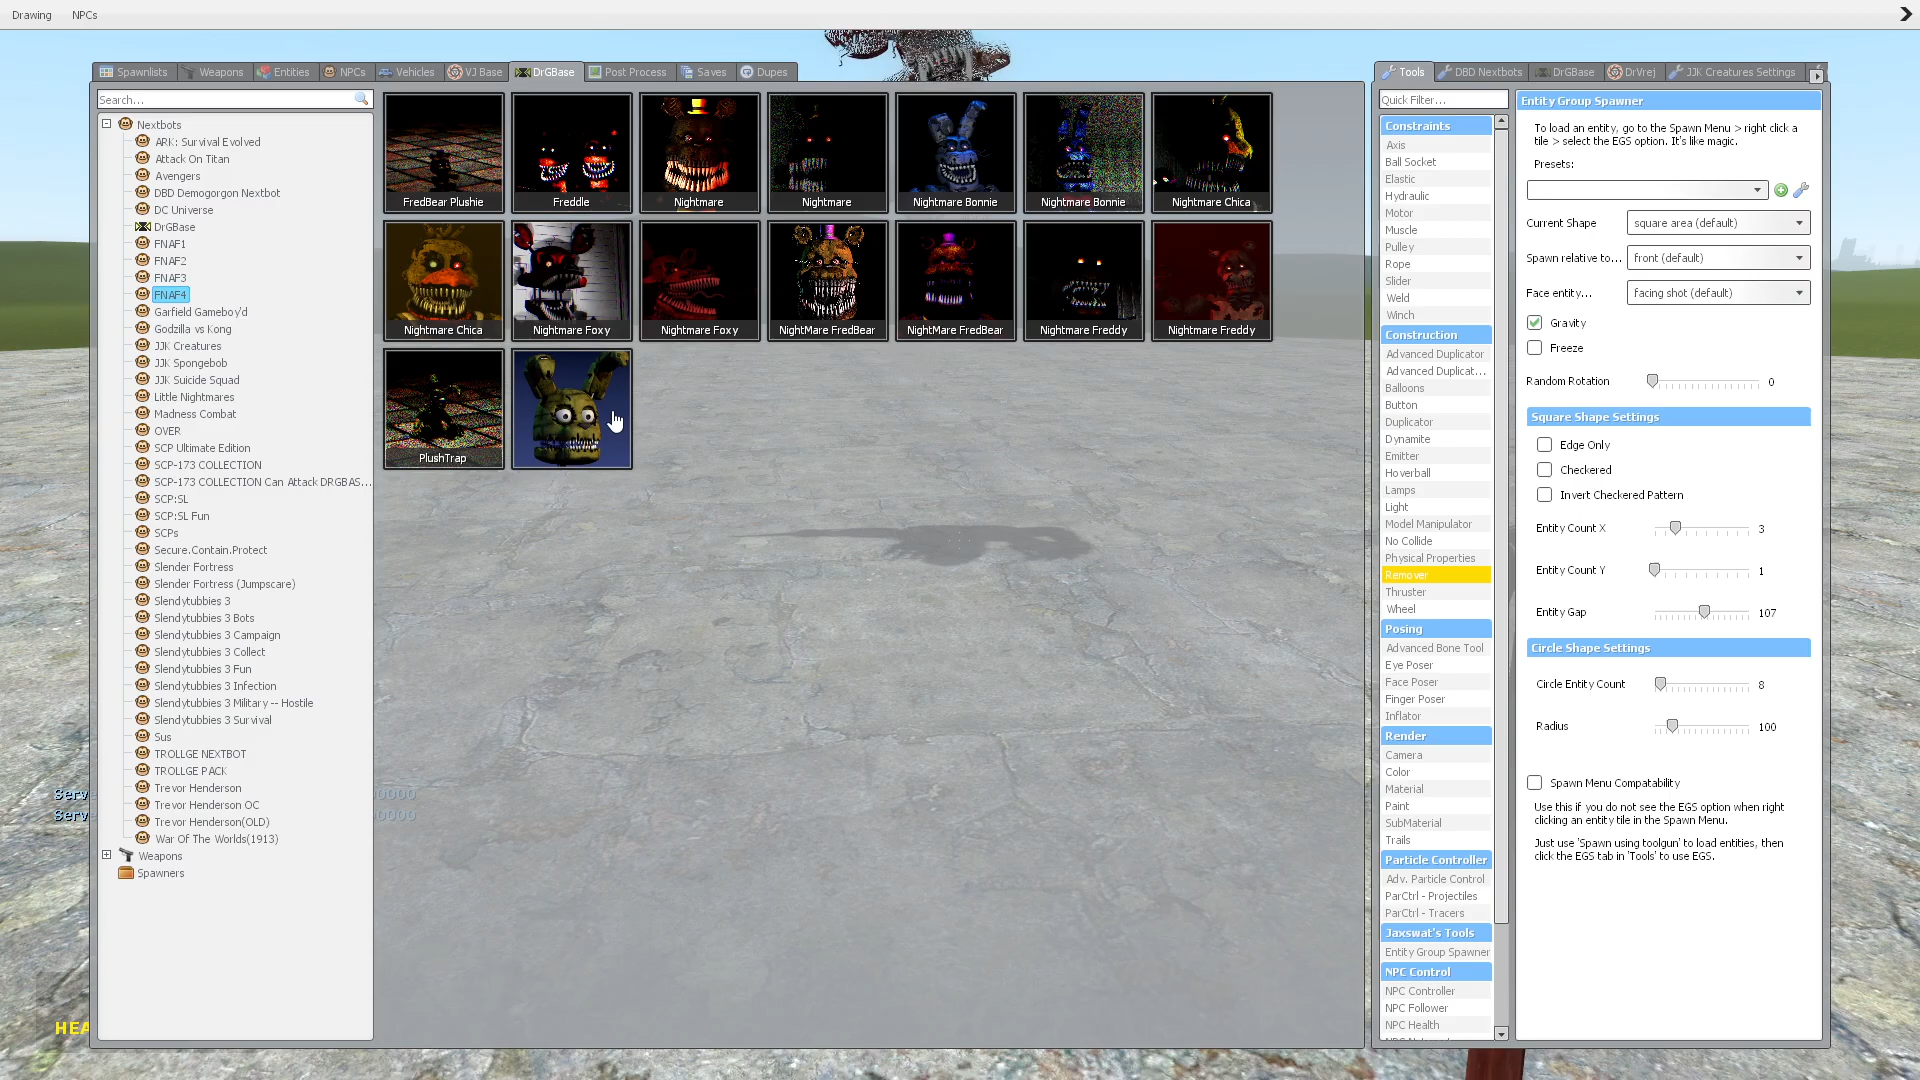 Drawing NPCs
Spawnlists Weapons Entities NPCs Vehicles VJ Base DrGBase Post Process Saves Dupes
Search...
Nextbots
ARK: Survival Evolved
Attack On Titan
Avengers
DBD Demogorgon Nextbot
DC Universe
DrGBase
FNAF1
FNAF2
FNAF3
FNAF4
Garfield Gameboy'd
Godzilla vs Kong
JJK Creatures
JJK Spongebob
JJK Suicide Squad
Little Nightmares
Madness Combat
OVER
SCP Ultimate Edition
SCP-173 COLLECTION
SCP-173 COLLECTION Can Attack DRGBAS...
SCP:SL
SCP:SL Fun
SCPs
Secure.Contain.Protect
Slender Fortress
Slender Fortress (Jumpscare)
Slendytubbies 3
Slendytubbies 3 Bots
Slendytubbies 3 Campaign
Slendytubbies 3 Collect
Slendytubbies 3 Fun
Slendytubbies 3 Infection
Slendytubbies 3 Military -- Hostile
Slendytubbies 3 Survival
Sus
TROLLGE NEXTBOT
TROLLGE PACK
Trevor Henderson
Trevor Henderson OC
Trevor Henderson(OLD)
War Of The Worlds(1913)
Weapons
Spawners
FredBear Plushie Freddle Nightmare Nightmare Nightmare Bonnie Nightmare Bonnie Nightmare Chica
Nightmare Chica Nightmare Foxy Nightmare Foxy NightMare FredBear NightMare FredBear Nightmare Freddy Nightmare Freddy
PlushTrap
Serv
Serv
HEA
Tools DBD Nextbots DrGBase DrVrej JJK Creatures Settings
Quick Filter...
Constraints
Axis
Ball Socket
Elastic
Hydraulic
Motor
Muscle
Pulley
Rope
Slider
Weld
Winch
Construction
Advanced Duplicator
Advanced Duplicat...
Balloons
Button
Duplicator
Dynamite
Emitter
Hoverball
Lamps
Light
Model Manipulator
No Collide
Physical Properties
Remover
Thruster
Wheel
Posing
Advanced Bone Tool
Eye Poser
Face Poser
Finger Poser
Inflator
Render
Camera
Color
Material
Paint
SubMaterial
Trails
Particle Controller
Adv. Particle Control
ParCtrl - Projectiles
ParCtrl - Tracers
Jaxswat's Tools
Entity Group Spawner
NPC Control
NPC Controller
NPC Follower
NPC Health
Entity Group Spawner
To load an entity, go to the Spawn Menu > right click a
tile > select the EGS option. It's like magic.
Presets:
Current Shape square area (default)
Spawn relative to... front (default)
Face entity... facing shot (default)
Gravity
Freeze
Random Rotation 0
Square Shape Settings
Edge Only
Checkered
Invert Checkered Pattern
Entity Count X 3
Entity Count Y 1
Entity Gap 107
Circle Shape Settings
Circle Entity Count 8
Radius 100
Spawn Menu Compatability
Use this if you do not see the EGS option when right
clicking an entity tile in the Spawn Menu.
Just use 'Spawn using toolgun' to load entities, then
click the EGS tab in 'Tools' to use EGS.